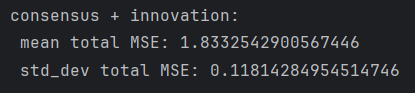 consensus + innovation:
mean total MSE: 1.8332542900567446
std_dev total MSE: 0.11814284954514746